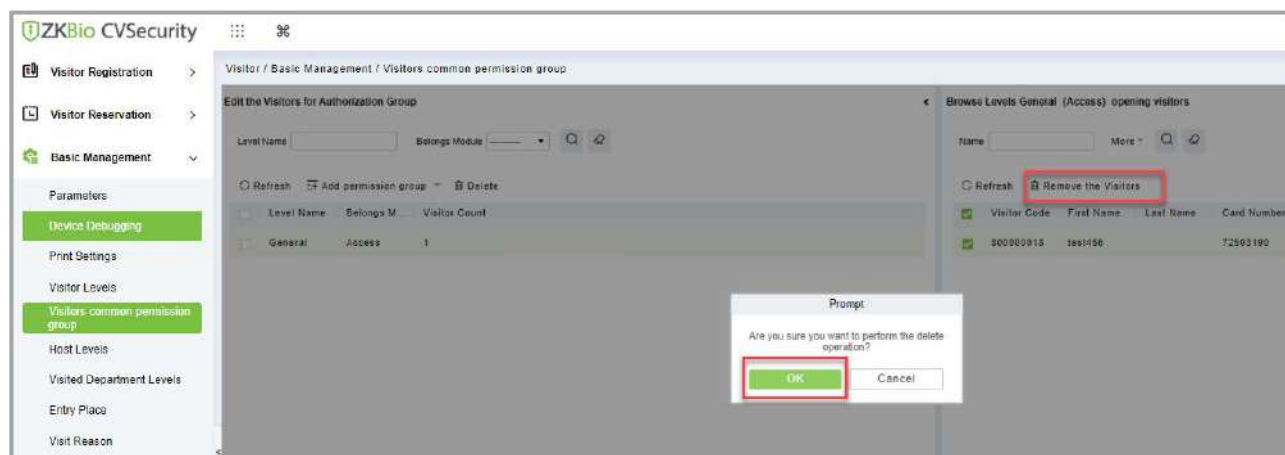 ZKBio CVSecurity
Visitor Registration
Visitor Reservation
Basic Management
Parameters
Device Debugging
Print Settings
Visitor Levels
Visitors common permission
group
Host Levels
Visited Department Levels
Entry Place
Visit Reason
Visitor / Basic Management / Visitors common permission group
Edit the Visitors for Authorization Group
Level Name
Belongs Module
Refresh Add permission group Delete
Level Name Belongs M... Visitor Count
General Access 1
Browse Levels General (Access) opening visitors
Name More
Refresh Remove the Visitors
Visitor Code First Name Last Name Card Number
test456
Prompt
Are you sure you want to perform the delete
operation?
OK Cancel